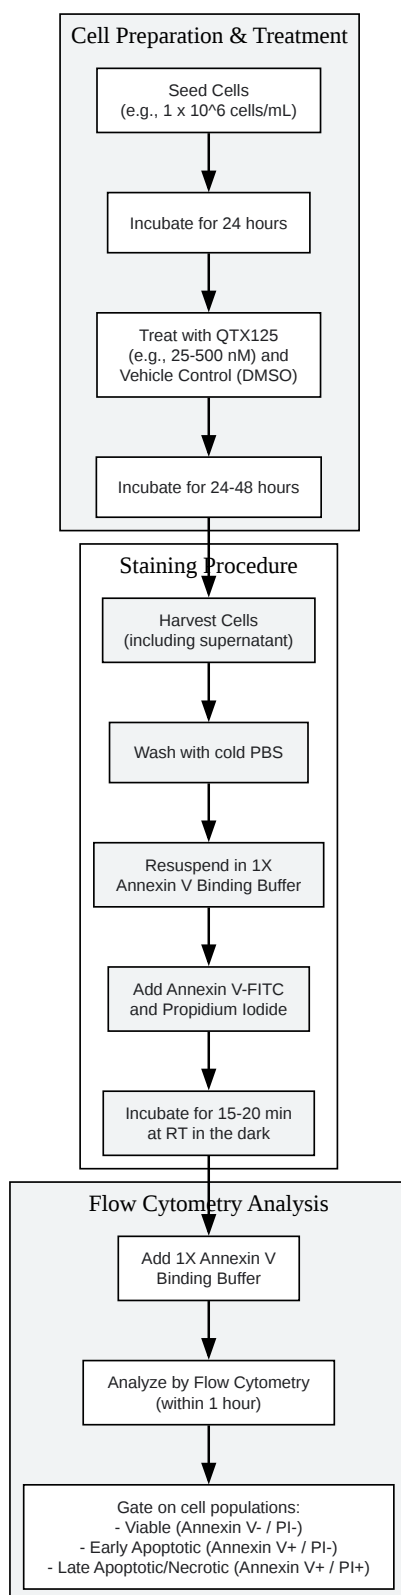 Cell Preparation & Treatment
Seed Cells
(e.g., 1 x 10^6 cells/mL)
Incubate for 24 hours
Treat with QTX125
(e.g., 25-500 nM) and
Vehicle Control (DMSO)
Incubate for 24-48 hours
Staining Procedure
Harvest Cells
(including supernatant)
Wash with cold PBS
Resuspend in 1X
Annexin V Binding Buffer
Add Annexin V-FITC
and Propidium Iodide
Incubate for 15-20 min
at RT in the dark
Flow Cytometry Analysis
Add 1X Annexin V
Binding Buffer
Analyze by Flow Cytometry
(within 1 hour)
Gate on cell populations:
- Viable (Annexin V- / PI-)
- Early Apoptotic (Annexin V+ / PI-)
- Late Apoptotic/Necrotic (Annexin V+ / PI+)